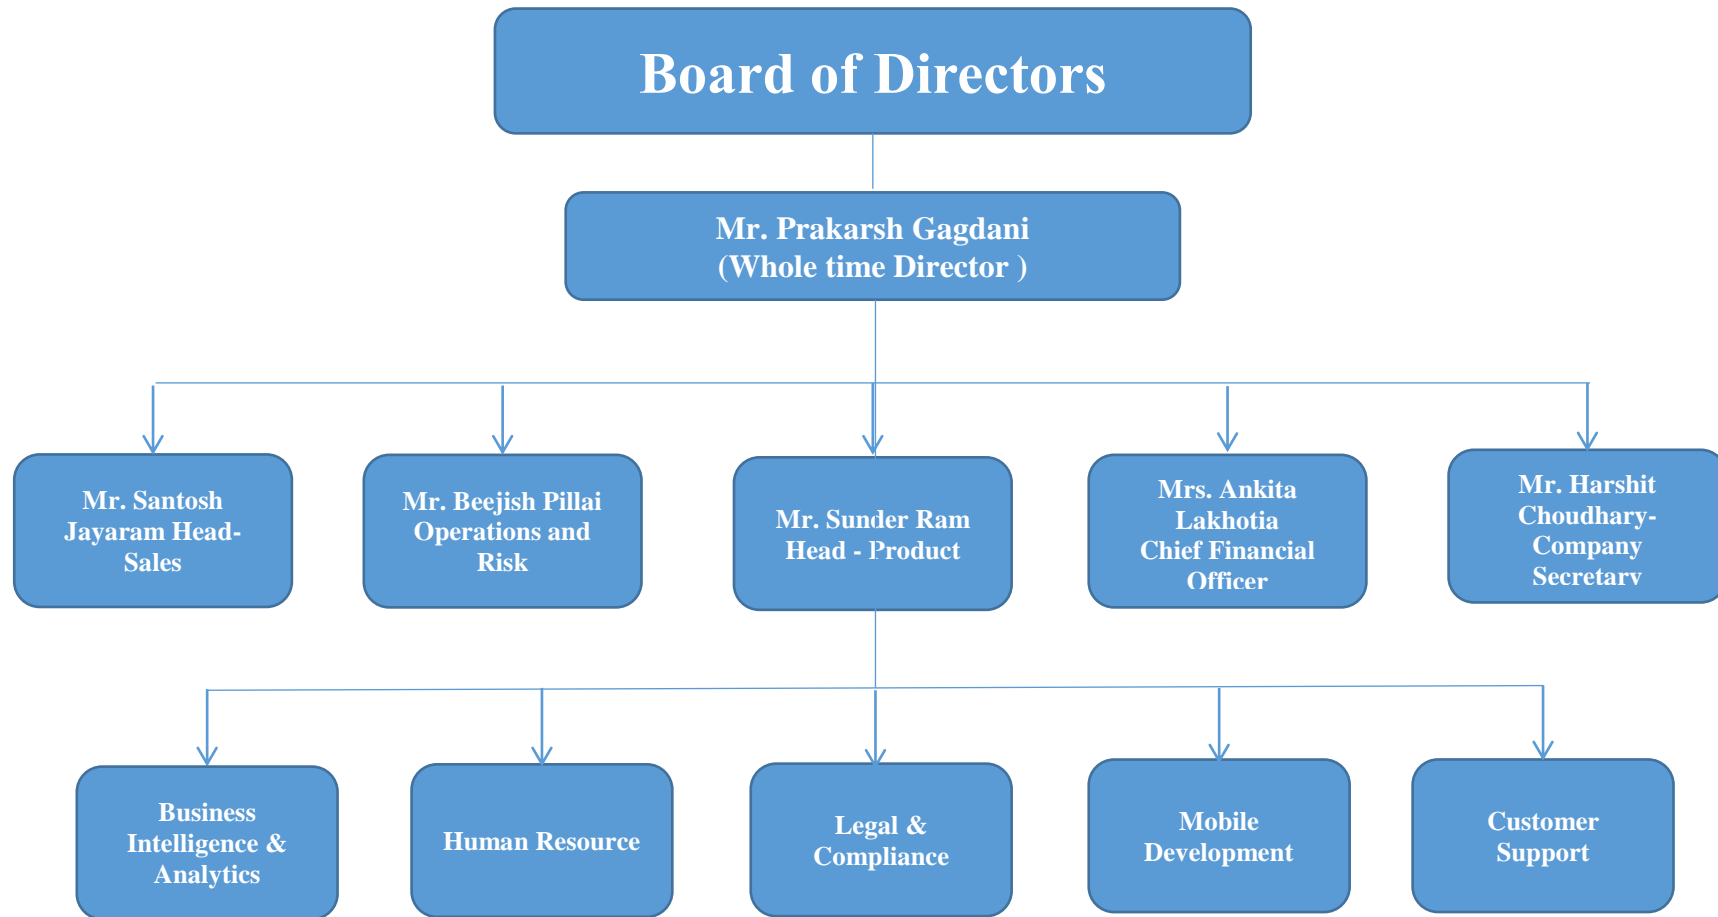 Board of Directors
Mr. Prakarsh Gagdani
(Whole time Director )
Mr. Santosh
Jayaram Head-
Sales
Mr. Beejish Pillai
Operations and
Risk
Mr. Sunder Ram
Head - Product
Mrs. Ankita
Lakhotia
Chief Financial
Officer
Mr. Harshit
Choudhary-
Company
Secretary
Business
Intelligence &
Analytics
Human Resource
Legal &
Compliance
Mobile
Development
Customer
Support